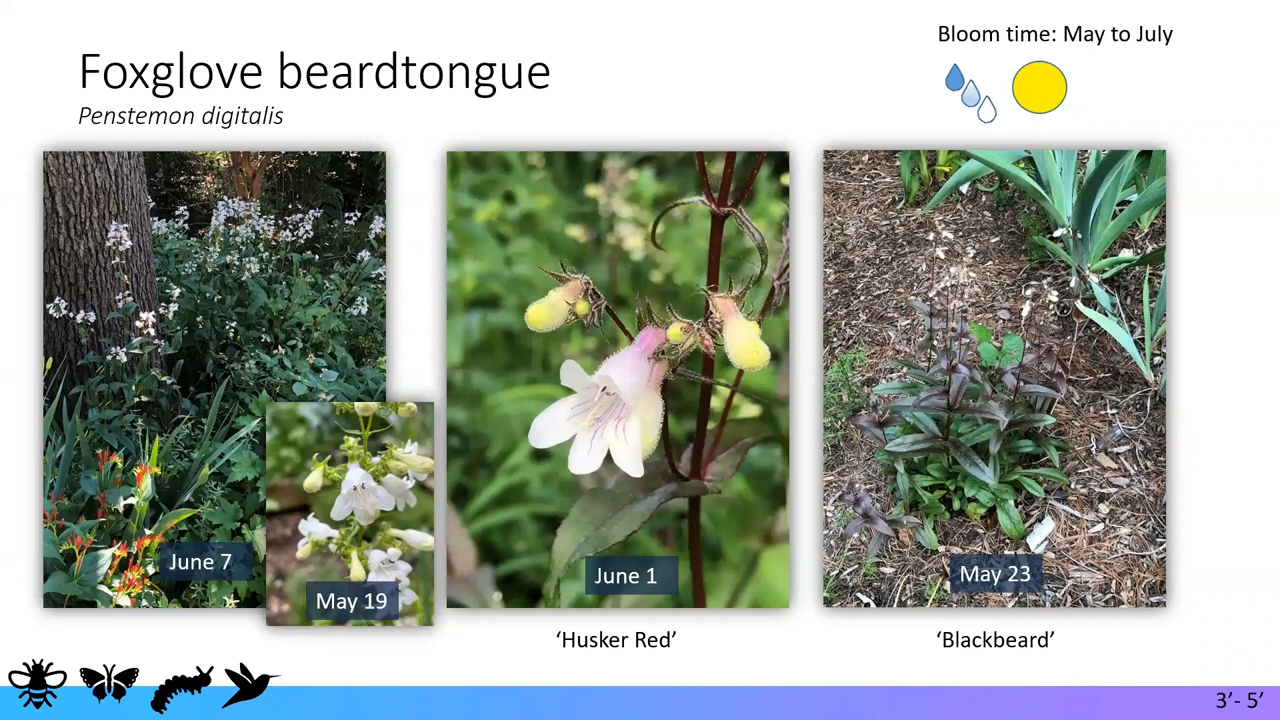 Bloom time: May to July
Foxglove beardtongue
Penstemon digitalis
June 7
May 19
June 1
May 23
‘Husker Red’
‘Blackbeard’
3’- 5’